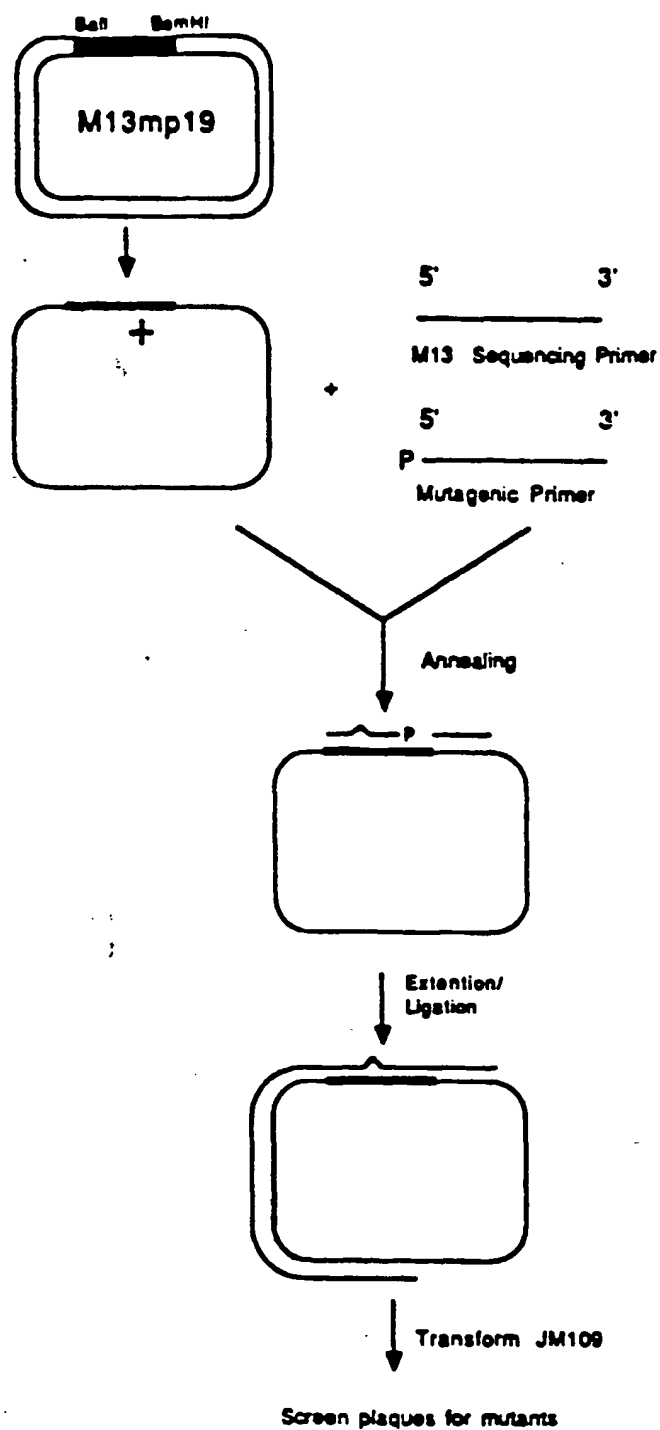 BamHI
M13mp19
+
5' 3'
M13 Sequencing Primer
+
5' 3'
P
Mutagenic Primer
Annealing
P
Extention/
Ligation
Transform JM109
Screen plaques for mutants